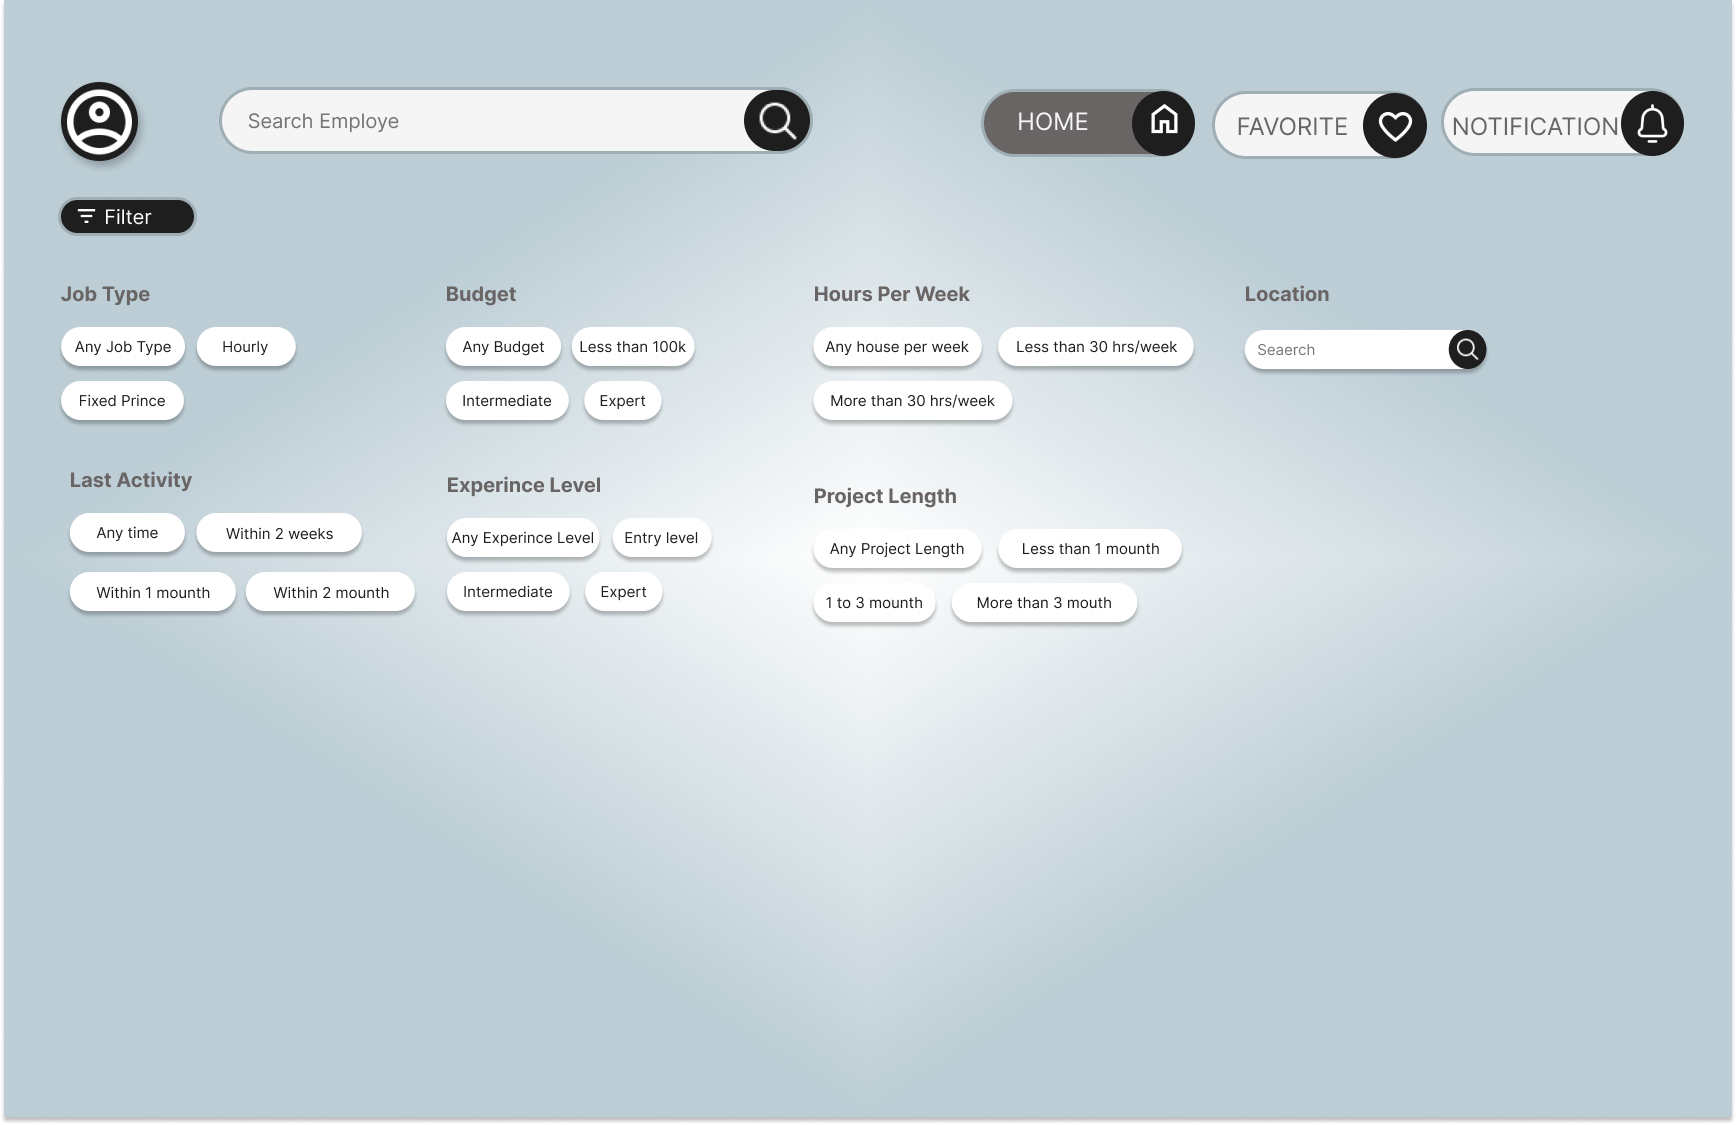 Search Employe
HOME
FAVORITE
NOTIFICATION
Filter
Job Type
Any Job Type
Hourly
Fixed Prince
Budget
Any Budget
Less than 100k
Intermediate
Expert
Hours Per Week
Any house per week
Less than 30 hrs/week
More than 30 hrs/week
Location
Seaerch
Last Activity
Any time
Within 2 weeks
Within 1 mounth
Within 2 mounth
Experince Level
Any Experince Level
Entry level
Intermediate
Expert
Project Length
Any Project Length
Less than 1 mounth
1 to 3 mounth
More than 3 mouth